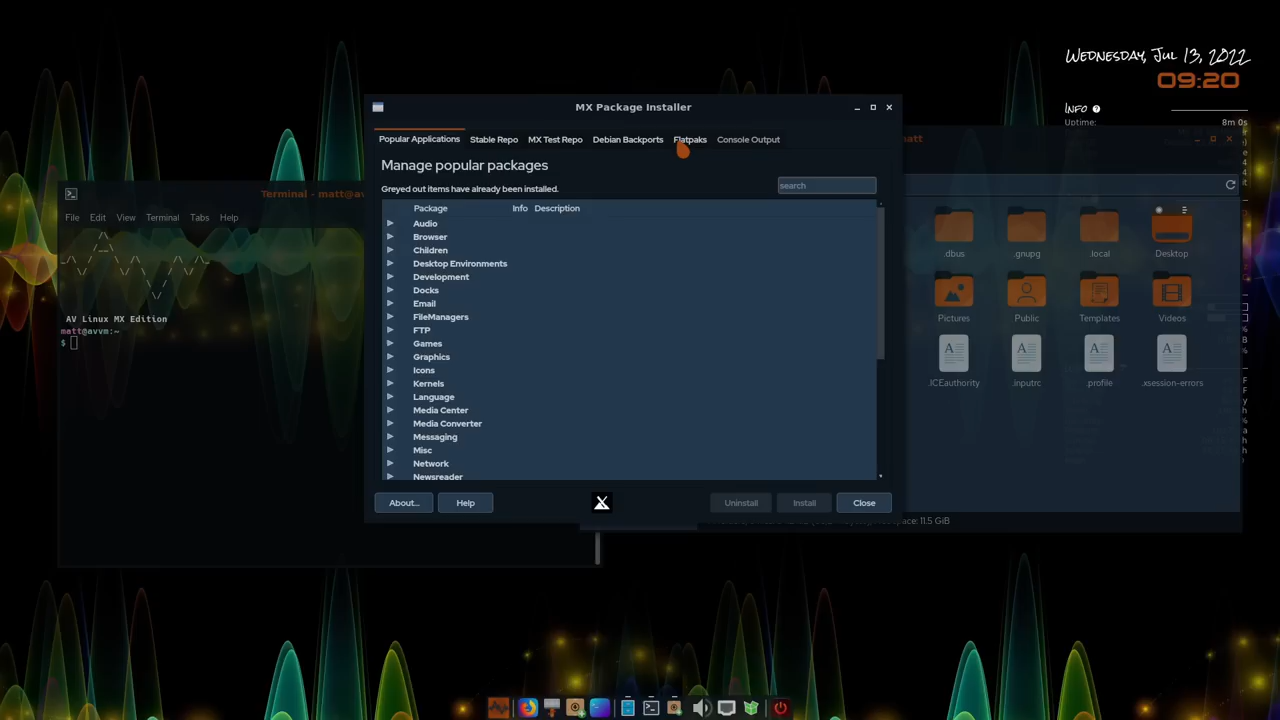 Wednesday, Jul 13, 2022
09:20
Info ?
Uptime: 8m 0s
MX Package Installer
Popular Applications Stable Repo MX Test Repo Debian Backports Flatpaks Console Output
Manage popular packages
Greyed out items have already been installed.
search
Package Info Description
Audio
Browser
Children
Desktop Environments
Development
Docks
Email
FileManagers
FTP
Games
Graphics
Icons
Kernels
Language
Media Center
Media Converter
Messaging
Misc
Network
Newsreader
About... Help Uninstall Install Close
Terminal - matt@av
File Edit View Terminal Tabs Help
AV Linux MX Edition
matt@avvm:~
$
matt
.dbus .gnupg .local Desktop
Pictures Public Templates Videos
.ICEauthority .inputrc .profile .xsession-errors
space: 11.5 GiB